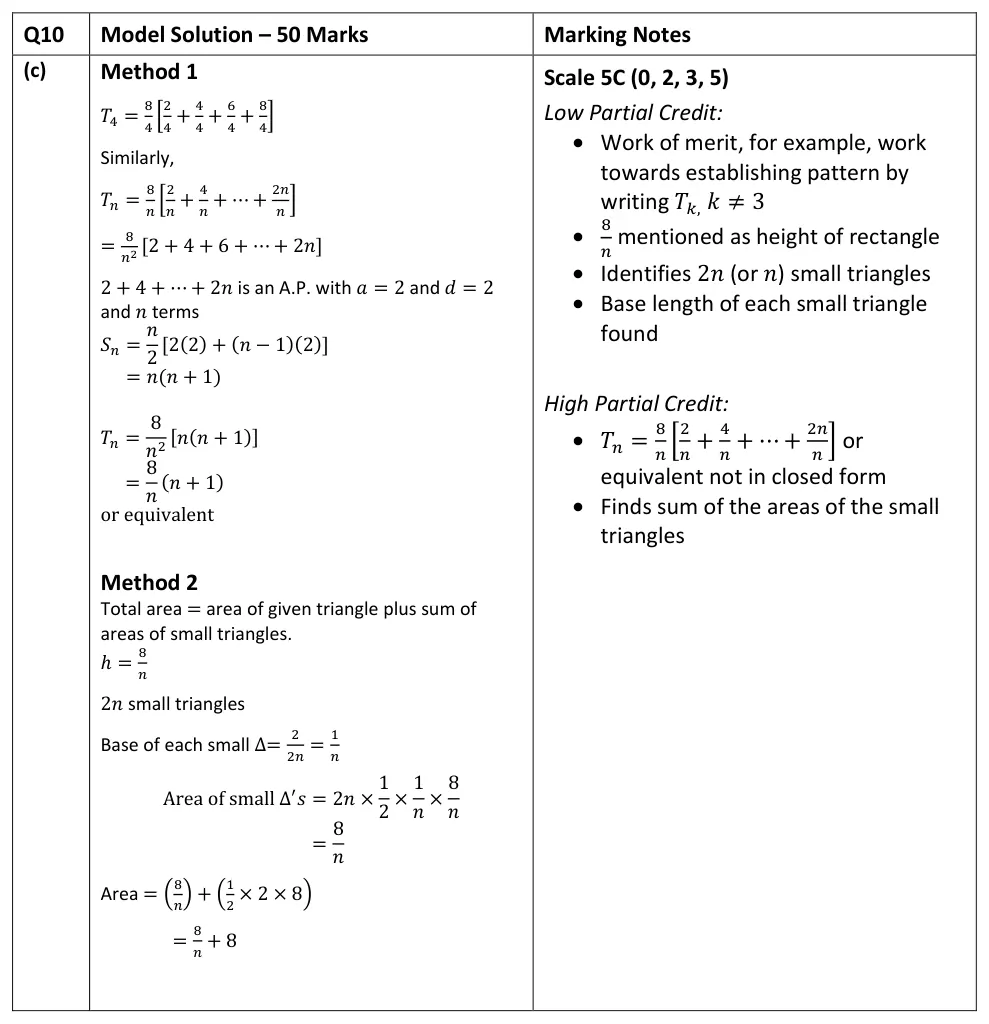 Q10 Model Solution – 50 Marks Marking Notes
(c)
Method 1
T₄ = 8/4 [2/4 + 4/4 + 6/4 + 8/4]
Similarly,
Tₙ = 8/n [2/n + 4/n + ⋯ + 2n/n]
= 8/n² [2 + 4 + 6 + ⋯ + 2n]
2 + 4 + ⋯ + 2n is an A.P. with a = 2 and d = 2
and n terms
Sₙ = n/2 [2(2) + (n − 1)(2)]
= n(n + 1)
Tₙ = 8/n² [n(n + 1)]
= 8/n (n + 1)
or equivalent
Method 2
Total area = area of given triangle plus sum of
areas of small triangles.
h = 8/n
2n small triangles
Base of each small Δ= 2/2n = 1/n
Area of small Δ′s = 2n × 1/2 × 1/n × 8/n
= 8/n
Area = (8/n) + (1/2 × 2 × 8)
= 8/n + 8
Scale 5C (0, 2, 3, 5)
Low Partial Credit:
• Work of merit, for example, work
towards establishing pattern by
writing Tₖ, k ≠ 3
• 8/n mentioned as height of rectangle
• Identifies 2n (or n) small triangles
• Base length of each small triangle
found
High Partial Credit:
• Tₙ = 8/n [2/n + 4/n + ⋯ + 2n/n] or
equivalent not in closed form
• Finds sum of the areas of the small
triangles